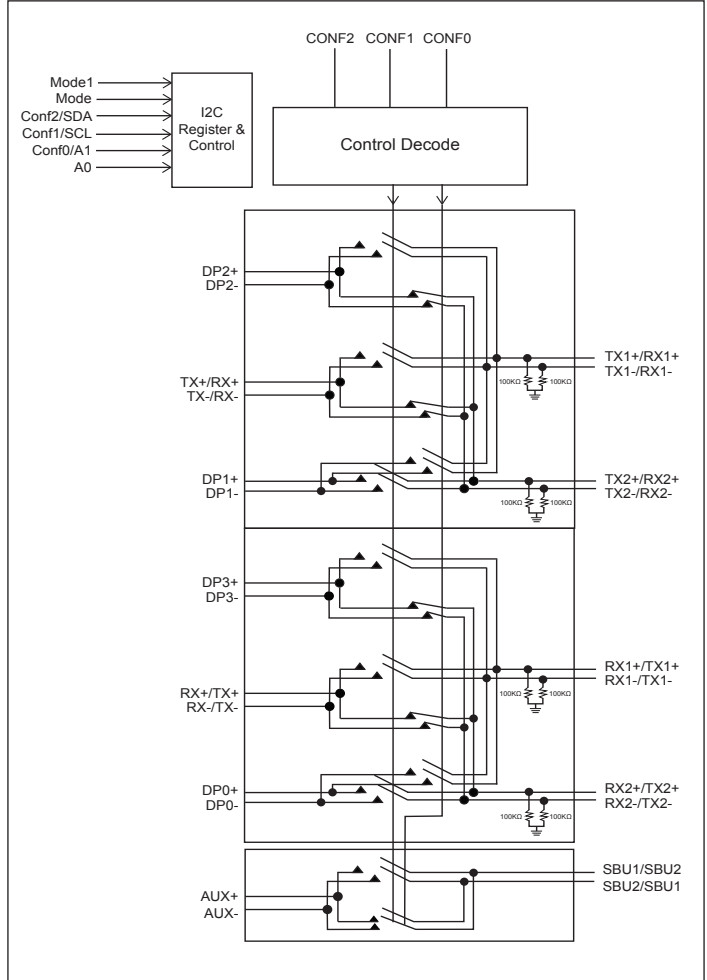 CONF2 CONF1 CONF0
Mode1
Mode
Conf2/SDA
Conf1/SCL
Conf0/A1
A0
I2C
Register &
Control
Control Decode
DP2+
DP2-
TX+/RX+
TX-/RX-
DP1+
DP1-
TX1+/RX1+
TX1-/RX1-
100KΩ 100KΩ
TX2+/RX2+
TX2-/RX2-
100KΩ 100KΩ
DP3+
DP3-
RX+/TX+
RX-/TX-
DP0+
DP0-
RX1+/TX1+
RX1-/TX1-
100KΩ 100KΩ
RX2+/TX2+
RX2-/TX2-
100KΩ 100KΩ
AUX+
AUX-
SBU1/SBU2
SBU2/SBU1